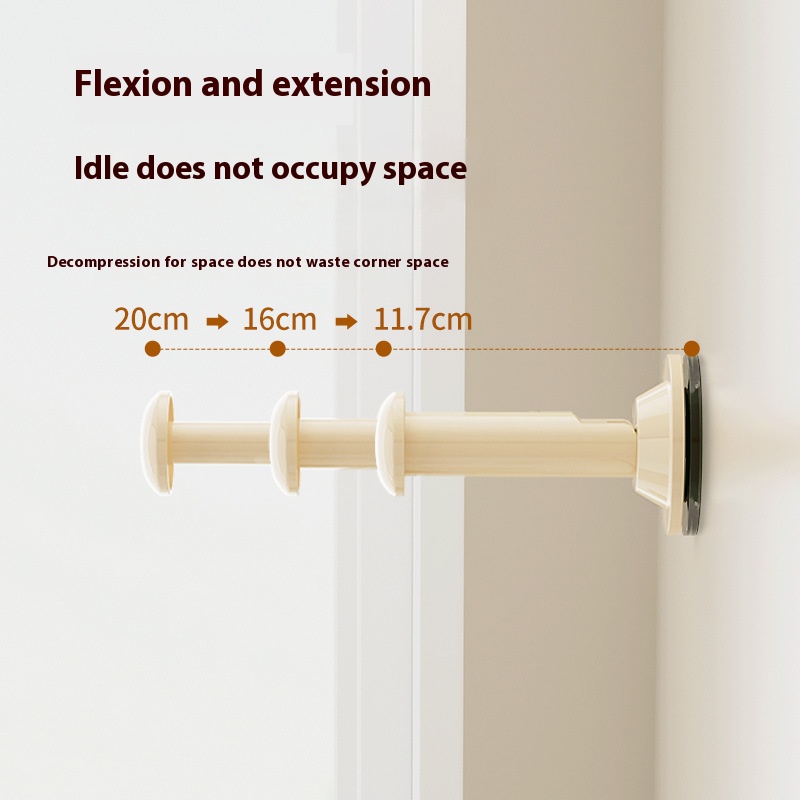 Flexion and extension
Idle does not occupy space
Decompression for space does not waste corner space
20cm ➡ 16cm ➡ 11.7cm